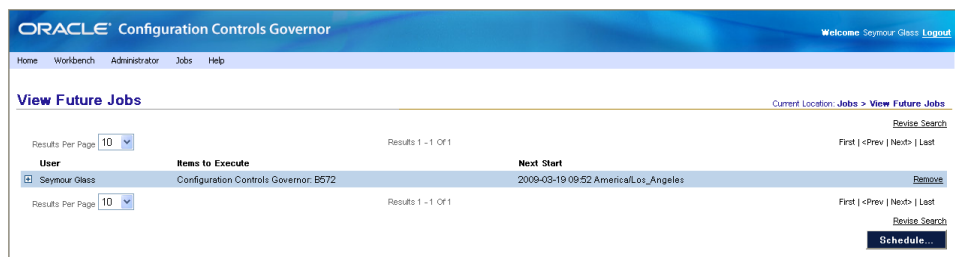 ORACLE® Configuration Controls Governor
Welcome Seymour Glass Logout
Home Workbench Administrator Jobs Help
View Future Jobs
Current Location: Jobs > View Future Jobs
Revise Search
Results Per Page 10 Results 1 - 1 Of 1 First | <Prev | Next> | Last
User Items to Execute Next Start
Seymour Glass Configuration Controls Governor: B572 2009-03-19 09:52 America/Los_Angeles Remove
Results Per Page 10 Results 1 - 1 Of 1 First | <Prev | Next> | Last
Revise Search
Schedule...